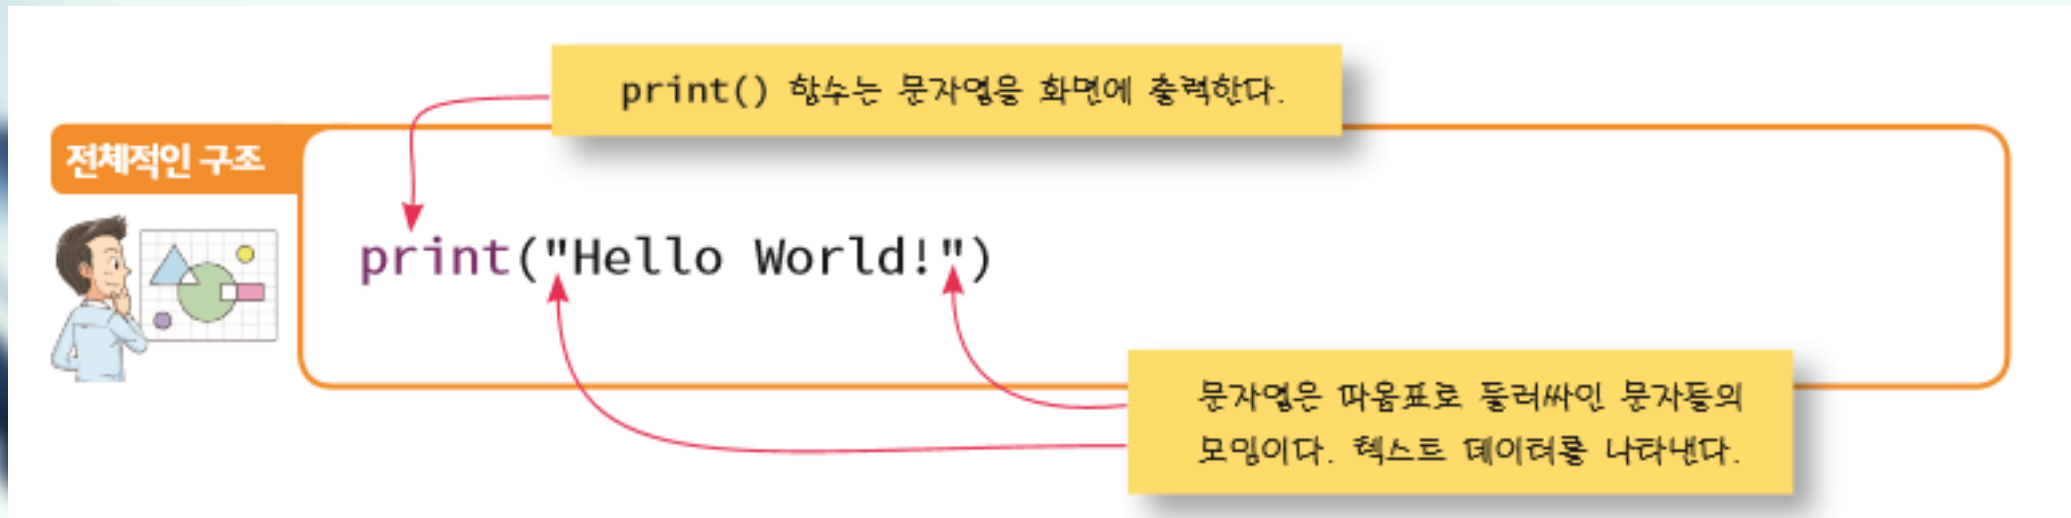 print() 함수는 문자열을 화면에 출력한다.
전체적인 구조
print("Hello World!")
문자열은 따옴표로 둘러싸인 문자들의
모임이다. 텍스트 데이터를 나타낸다.